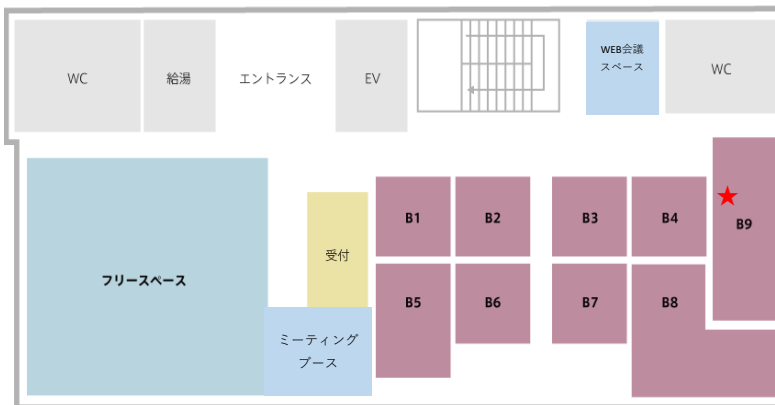 WC
給湯
エントランス
EV
WEB会議
スペース
WC
フリースペース
受付
ミーティング
ブース
B1
B2
B3
B4
B9
B5
B6
B7
B8